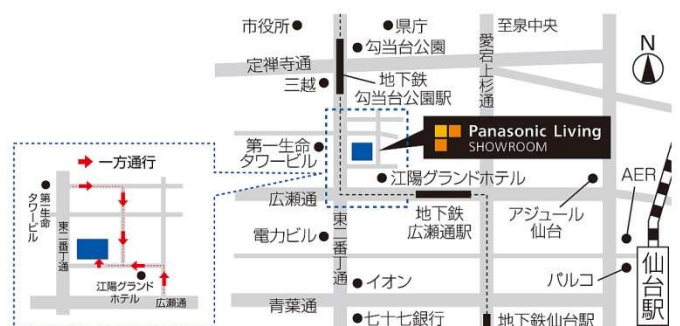 市役所
県庁
至泉中央
勾当台公園
定禅寺通
三越
地下鉄
勾当台公園駅
愛宕上杉通
N
第一生命
タワービル
Panasonic Living
SHOWROOM
江陽グランドホテル
広瀬通
地下鉄
広瀬通駅
アジュール
仙台
AER
電力ビル
東二番丁通
イオン
パルコ
仙台駅
青葉通
七十七銀行
地下鉄仙台駅
一方通行
第一生命
タワービル
東二番丁通
江陽グランド
ホテル
広瀬通